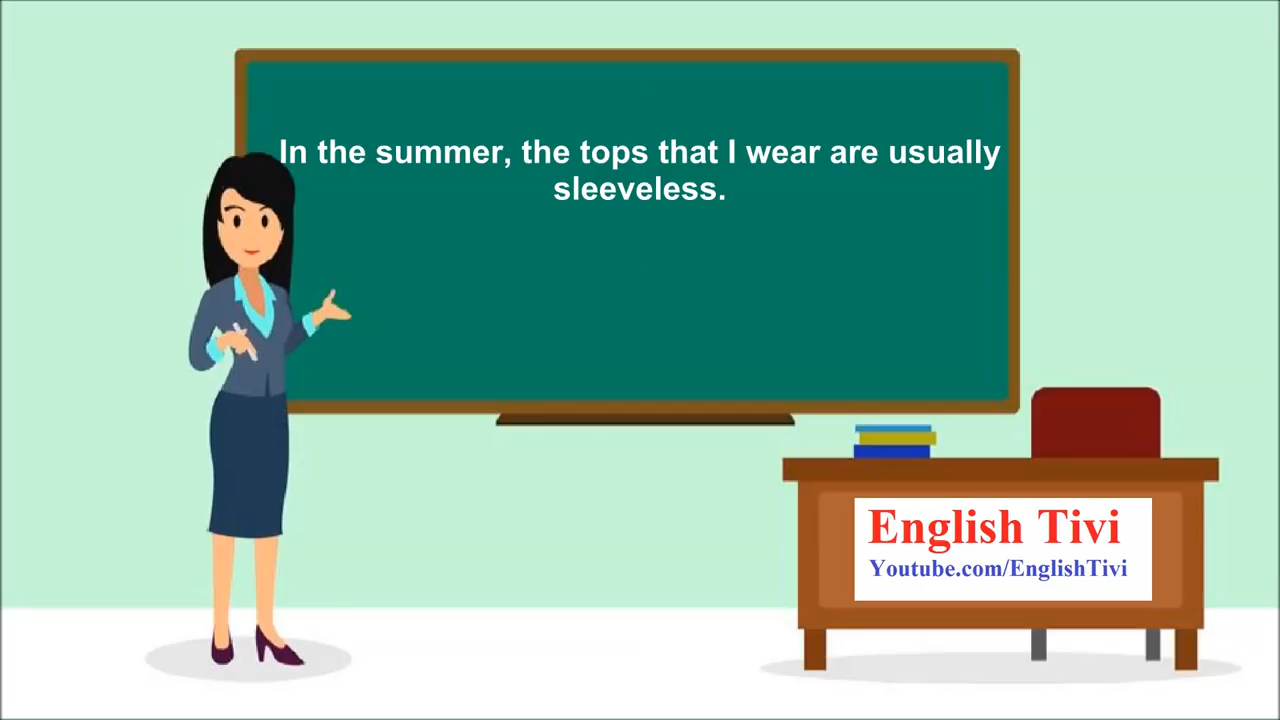 In the summer, the tops that I wear are usually
sleeveless.
English Tivi
Youtube.com/EnglishTivi